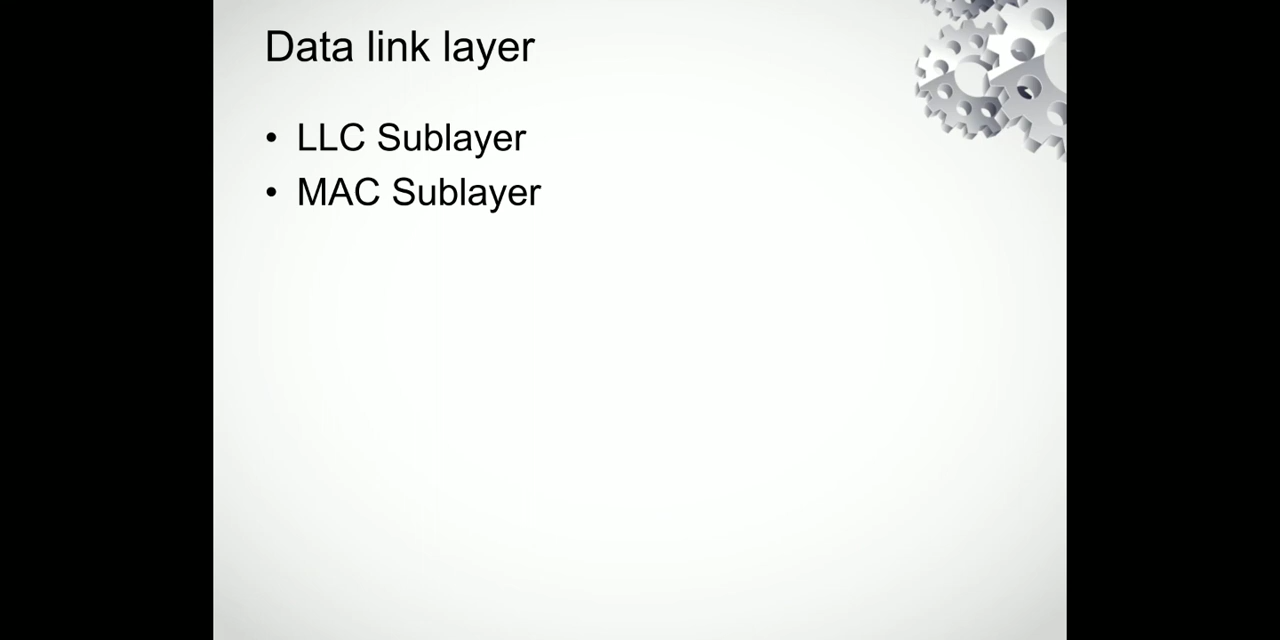 Data link layer
• LLC Sublayer
• MAC Sublayer